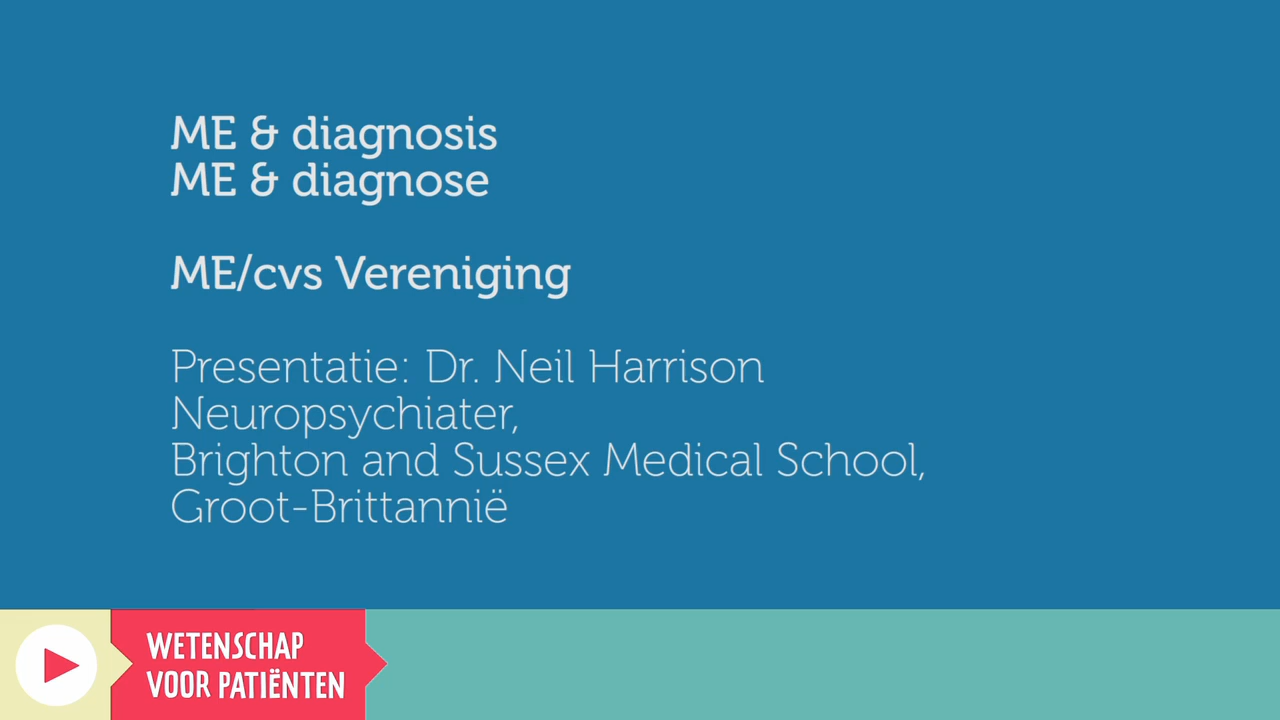 ME & diagnosis
ME & diagnose
ME/cvs Vereniging
Presentatie: Dr. Neil Harrison
Neuropsychiater,
Brighton and Sussex Medical School,
Groot-Brittannië
WETENSCHAP
VOOR PATIËNTEN